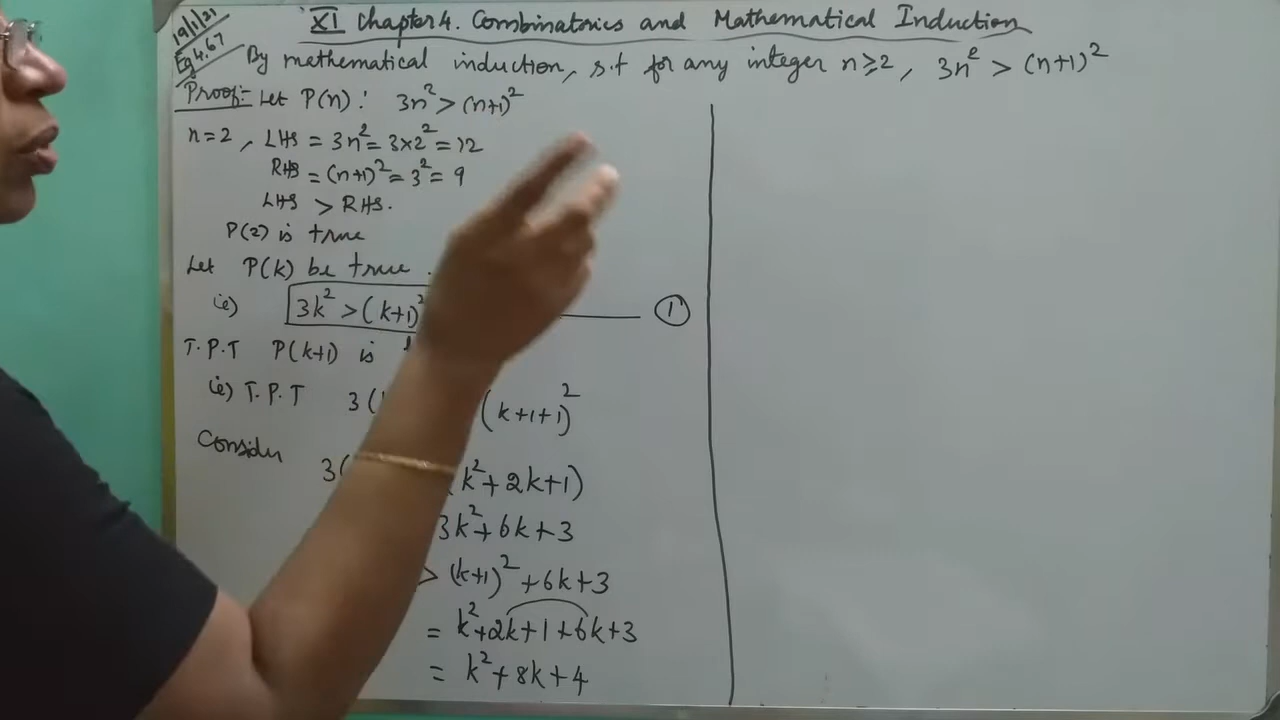 XI Chapter 4. Combinatorics and Mathematical Induction
19/1/21
Eg 4.67
By mathematical induction, s.t for any integer n≥2, 3n² > (n+1)²
Proof:- Let P(n): 3n² > (n+1)²
n=2, LHS = 3n² = 3×2² = 12
RHS = (n+1)² = 3² = 9
LHS > RHS.
P(2) is true
Let P(k) be true.
(ie) 3k² > (k+1)² ——— ①
T.P.T P(k+1) is
(ie) T.P.T 3( (k+1+1)²
Consider 3( k²+2k+1)
3k²+6k+3
> (k+1)²+6k+3
= k²+2k+1+6k+3
= k²+8k+4